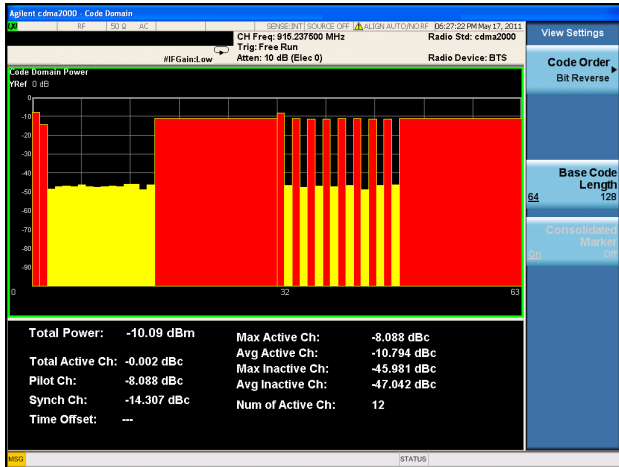 Agilent cdma2000 - Code Domain
RF 50 Ω AC SENSE:INT SOURCE OFF ALIGN AUTO/NO RF 06:27:22 PM May 17, 2011
CH Freq: 915.237500 MHz Radio Std: cdma2000
Trig: Free Run
#IFGain:Low Atten: 10 dB (Elec 0) Radio Device: BTS
View Settings
Code Order
Bit Reverse
Base Code
Length
64 128
Consolidated
Marker
On Off
Code Domain Power
YRef 0 dB
0
-10
-20
-30
-40
-50
-60
-70
-80
-90
0 32 63
Total Power: -10.09 dBm
Total Active Ch: -0.002 dBc
Pilot Ch: -8.088 dBc
Synch Ch: -14.307 dBc
Time Offset: ---
Max Active Ch: -8.088 dBc
Avg Active Ch: -10.794 dBc
Max Inactive Ch: -45.981 dBc
Avg Inactive Ch: -47.042 dBc
Num of Active Ch: 12
MSG STATUS